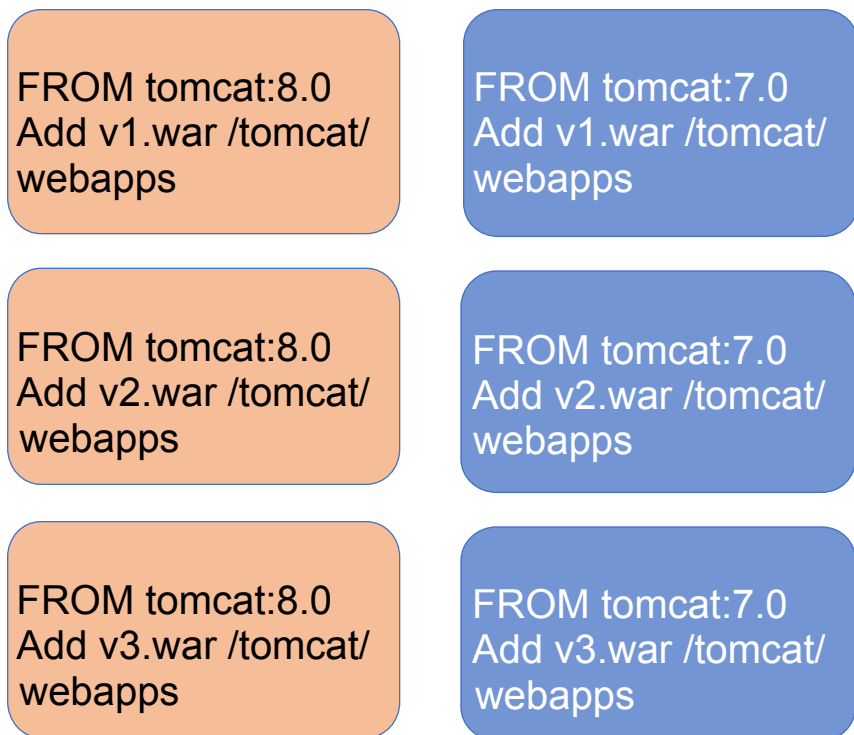 FROM tomcat:8.0
Add v1.war /tomcat/
webapps
FROM tomcat:7.0
Add v1.war /tomcat/
webapps
FROM tomcat:8.0
Add v2.war /tomcat/
webapps
FROM tomcat:7.0
Add v2.war /tomcat/
webapps
FROM tomcat:8.0
Add v3.war /tomcat/
webapps
FROM tomcat:7.0
Add v3.war /tomcat/
webapps